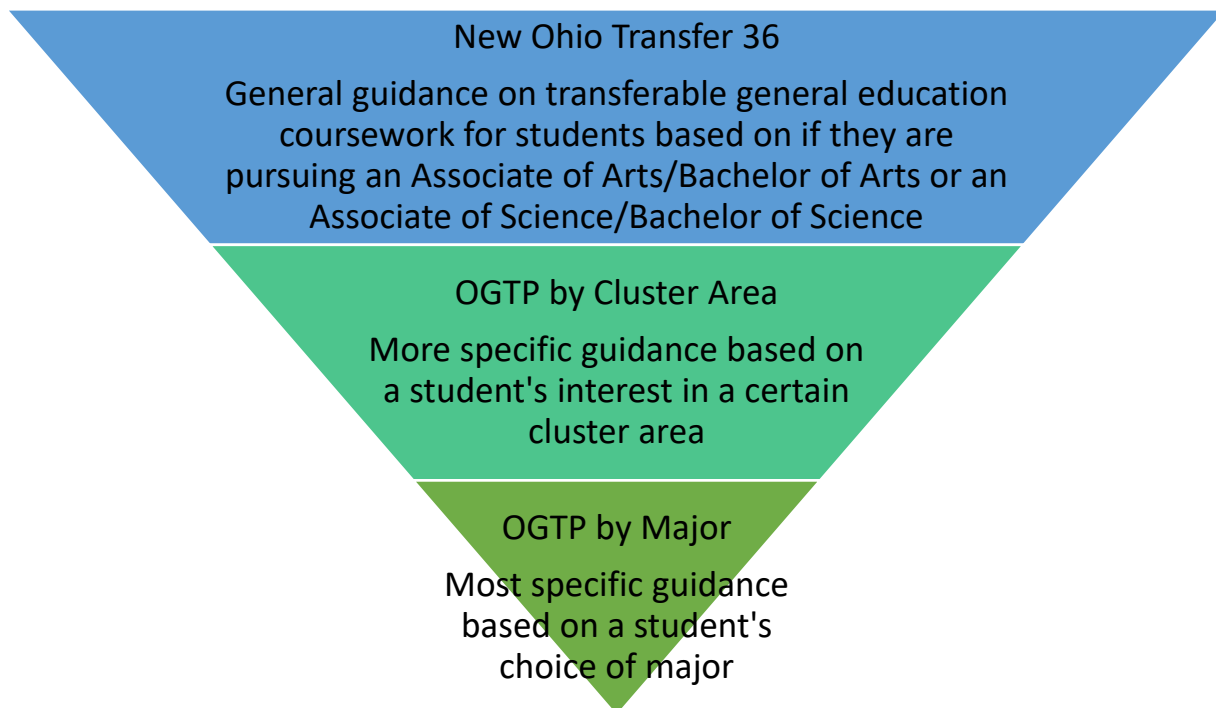 New Ohio Transfer 36
General guidance on transferable general education
coursework for students based on if they are
pursuing an Associate of Arts/Bachelor of Arts or an
Associate of Science/Bachelor of Science
OGTP by Cluster Area
More specific guidance based on
a student's interest in a certain
cluster area
OGTP by Major
Most specific guidance
based on a student's
choice of major